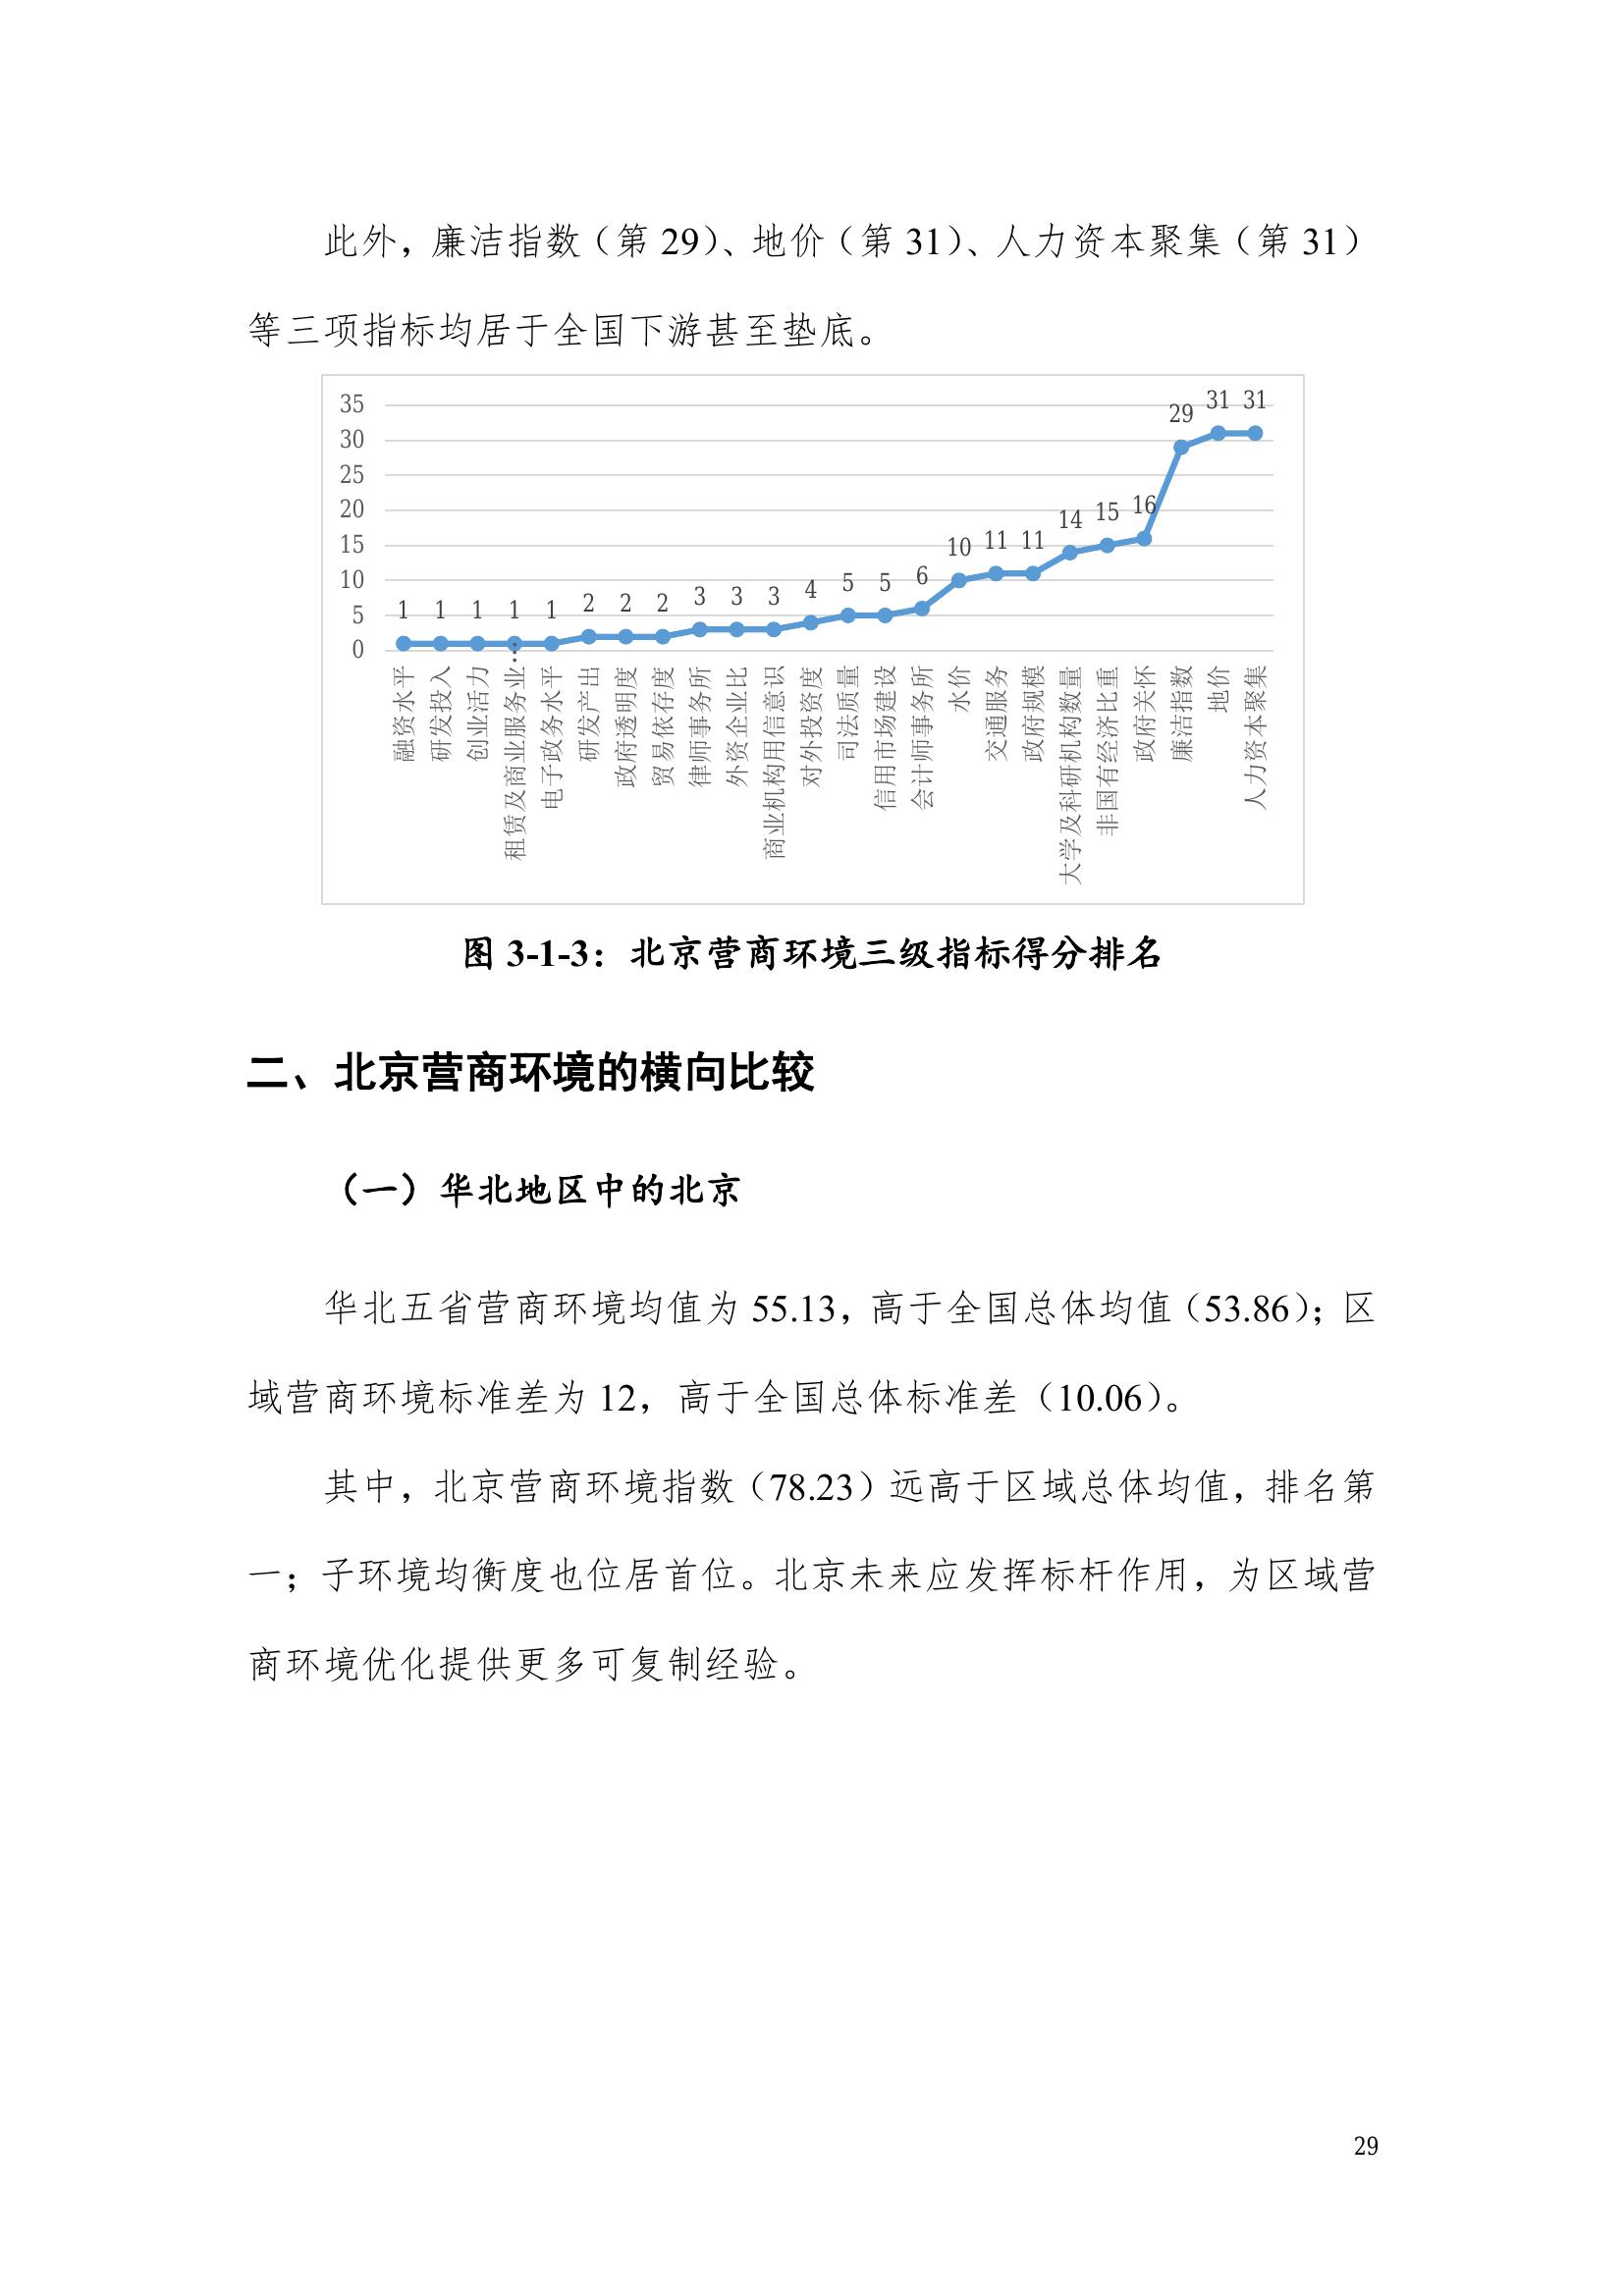 此外，廉洁指数（第 29）、地价（第 31）、人力资本聚集（第 31）
等三项指标均居于全国下游甚至垫底。
35
30
25
20
15
10
5
0
1 1 1 1 1 2 2 2 3 3 3 4 5 5 6 10 11 11 14 15 16 29 31 31
融资水平
研发投入
创业活力
租赁及商业服务业…
电子政务水平
研发产出
政府透明度
贸易依存度
律师事务所
外资企业比
商业机构用信意识
对外投资度
司法质量
信用市场建设
会计师事务所
水价
交通服务
政府规模
大学及科研机构数量
非国有经济比重
政府关怀
廉洁指数
地价
人力资本聚集
图 3-1-3：北京营商环境三级指标得分排名
二、北京营商环境的横向比较
（一）华北地区中的北京
华北五省营商环境均值为 55.13，高于全国总体均值（53.86）；区
域营商环境标准差为 12，高于全国总体标准差（10.06）。
其中，北京营商环境指数（78.23）远高于区域总体均值，排名第
一；子环境均衡度也位居首位。北京未来应发挥标杆作用，为区域营
商环境优化提供更多可复制经验。
29